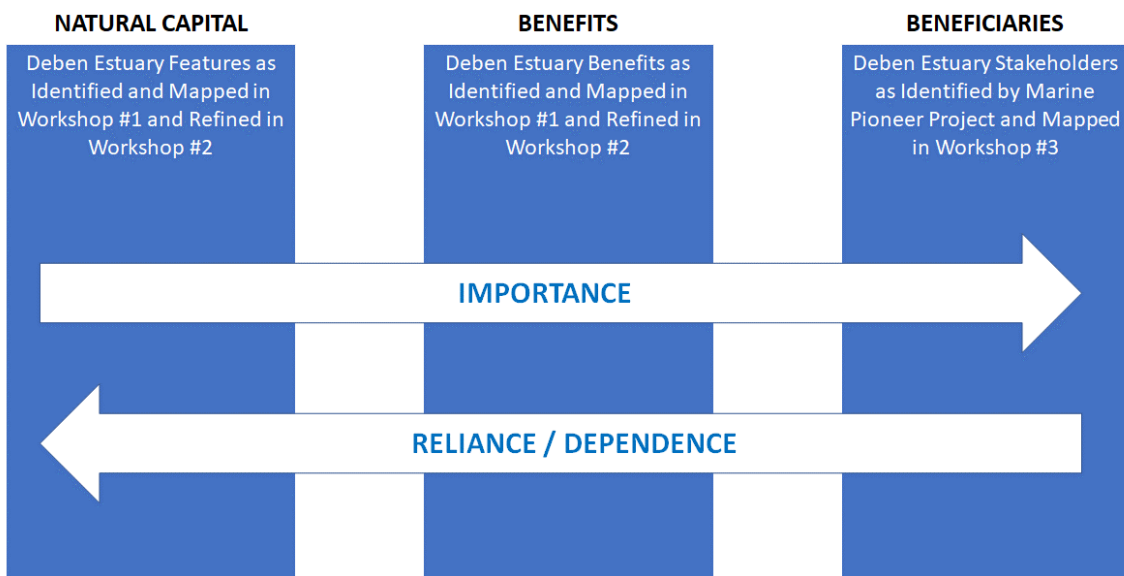 NATURAL CAPITAL
Deben Estuary Features as
Identified and Mapped in
Workshop #1 and Refined in
Workshop #2
BENEFITS
Deben Estuary Benefits as
Identified and Mapped in
Workshop #1 and Refined in
Workshop #2
BENEFICIARIES
Deben Estuary Stakeholders
as Identified by Marine
Pioneer Project and Mapped
in Workshop #3
IMPORTANCE
RELIANCE / DEPENDENCE